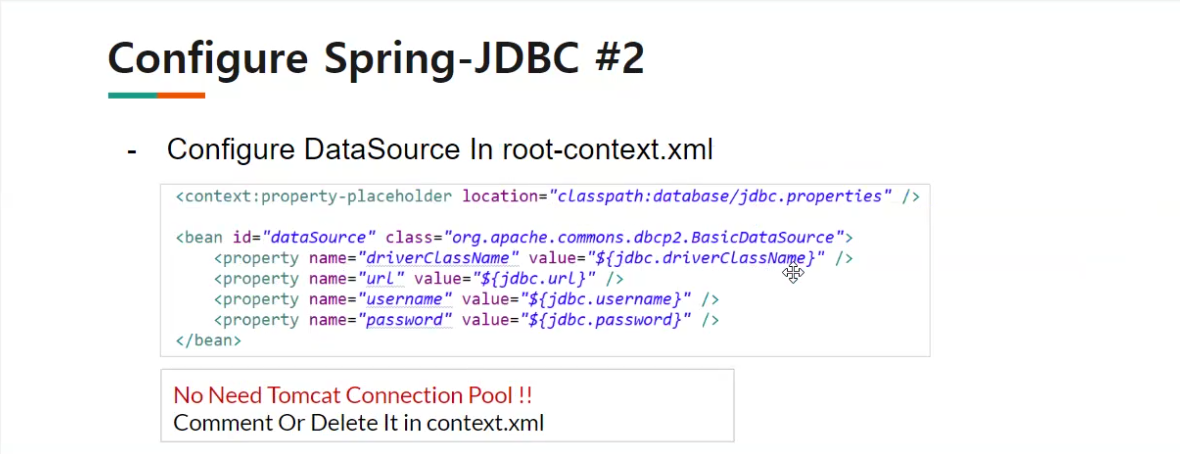 Configure Spring-JDBC #2
- Configure DataSource In root-context.xml
<context:property-placeholder location="classpath:database/jdbc.properties" />
<bean id="dataSource" class="org.apache.commons.dbcp2.BasicDataSource">
<property name="driverClassName" value="${jdbc.driverClassName}" />
<property name="url" value="${jdbc.url}" />
<property name="username" value="${jdbc.username}" />
<property name="password" value="${jdbc.password}" />
</bean>
No Need Tomcat Connection Pool !!
Comment Or Delete It in context.xml